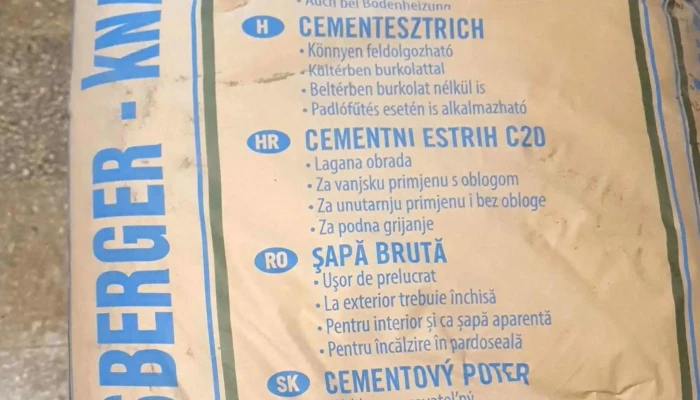 SBERGER - KN
• Auch bei Bodenheizung
H CEMENTESZTRICH
• Könnyen feldolgozható
• Kültérben burkolattal
• Beltérben burkolat nélkül is
• Padlófűtés esetén is alkalmazható
HR CEMENTNI ESTRIH C20
• Lagana obrada
• Za vanjsku primjenu s oblogom
• Za unutarnju primjenu i bez obloge
• Za podna grijanje
RO ŞAPĂ BRUTĂ
• Uşor de prelucrat
• La exterior trebuie închisă
• Pentru interior şi ca şapă aparentă
• Pentru încălzire în pardoseală
SK CEMENTOVÝ POTER